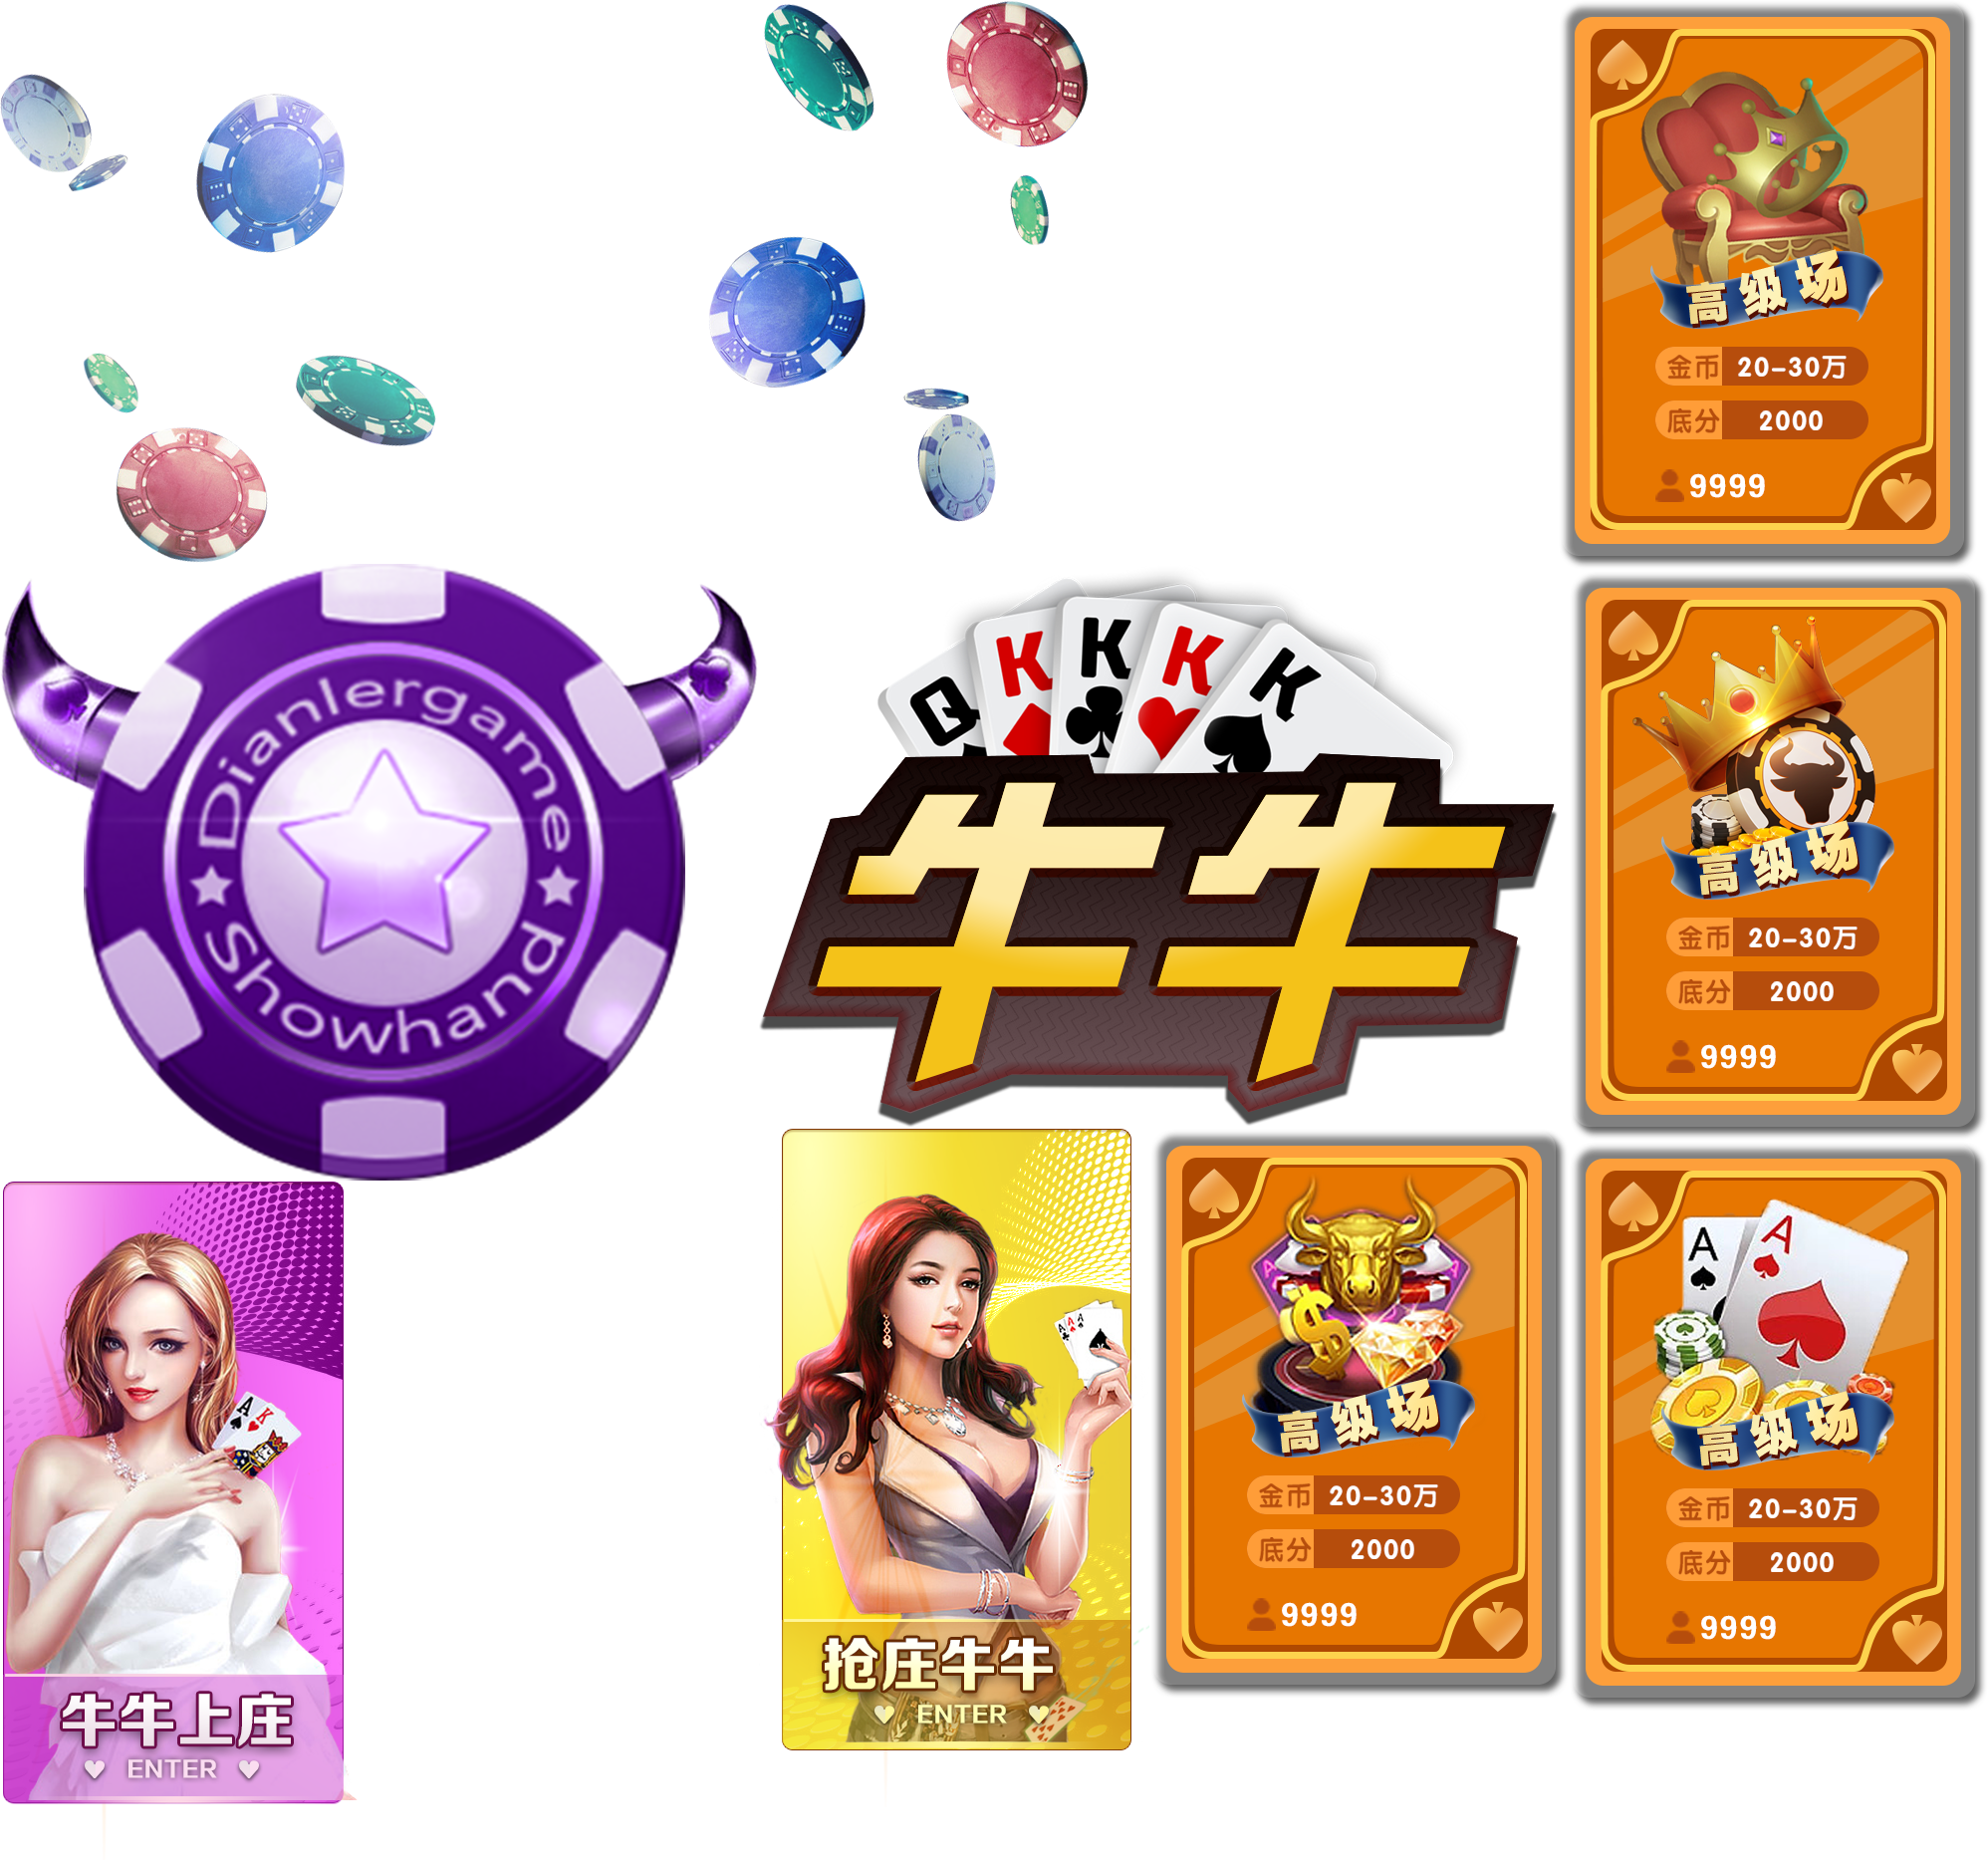 高级场
金币 20-30万
底分 2000
9999
Dianlergame
Showhand
Q K K K K
牛牛
高级场
金币 20-30万
底分 2000
9999
A K
牛牛上庄
ENTER
A A A
抢庄牛牛
ENTER
A A
高级场
金币 20-30万
底分 2000
9999
A A
高级场
金币 20-30万
底分 2000
9999